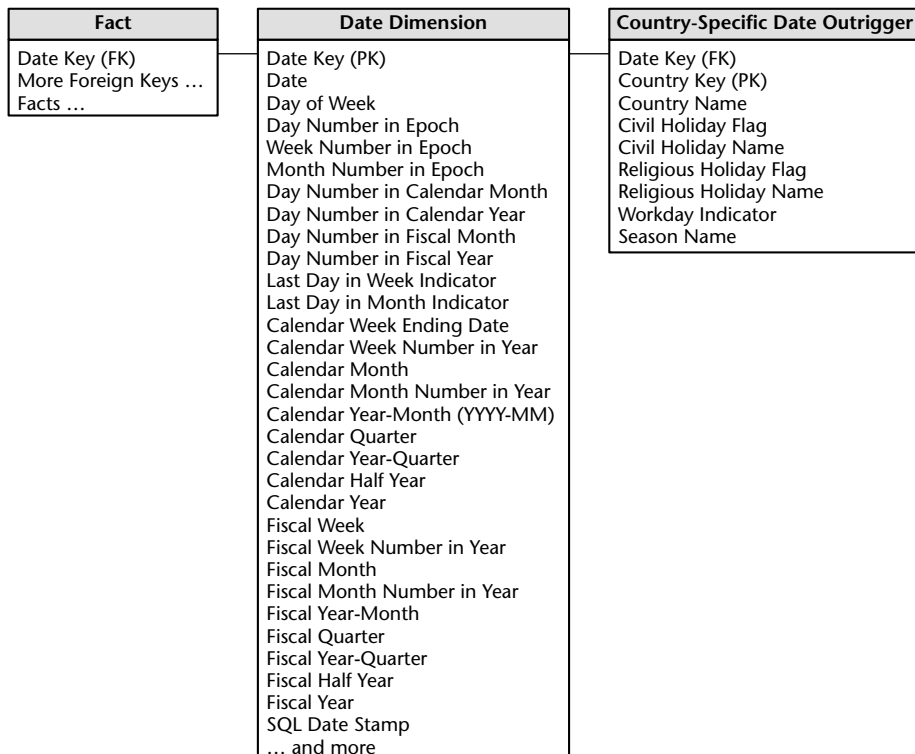 Fact
Date Key (FK)
More Foreign Keys …
Facts …
Date Dimension
Date Key (PK)
Date
Day of Week
Day Number in Epoch
Week Number in Epoch
Month Number in Epoch
Day Number in Calendar Month
Day Number in Calendar Year
Day Number in Fiscal Month
Day Number in Fiscal Year
Last Day in Week Indicator
Last Day in Month Indicator
Calendar Week Ending Date
Calendar Week Number in Year
Calendar Month
Calendar Month Number in Year
Calendar Year-Month (YYYY-MM)
Calendar Quarter
Calendar Year-Quarter
Calendar Half Year
Calendar Year
Fiscal Week
Fiscal Week Number in Year
Fiscal Month
Fiscal Month Number in Year
Fiscal Year-Month
Fiscal Quarter
Fiscal Year-Quarter
Fiscal Half Year
Fiscal Year
SQL Date Stamp
… and more
Country-Specific Date Outrigger
Date Key (FK)
Country Key (PK)
Country Name
Civil Holiday Flag
Civil Holiday Name
Religious Holiday Flag
Religious Holiday Name
Workday Indicator
Season Name